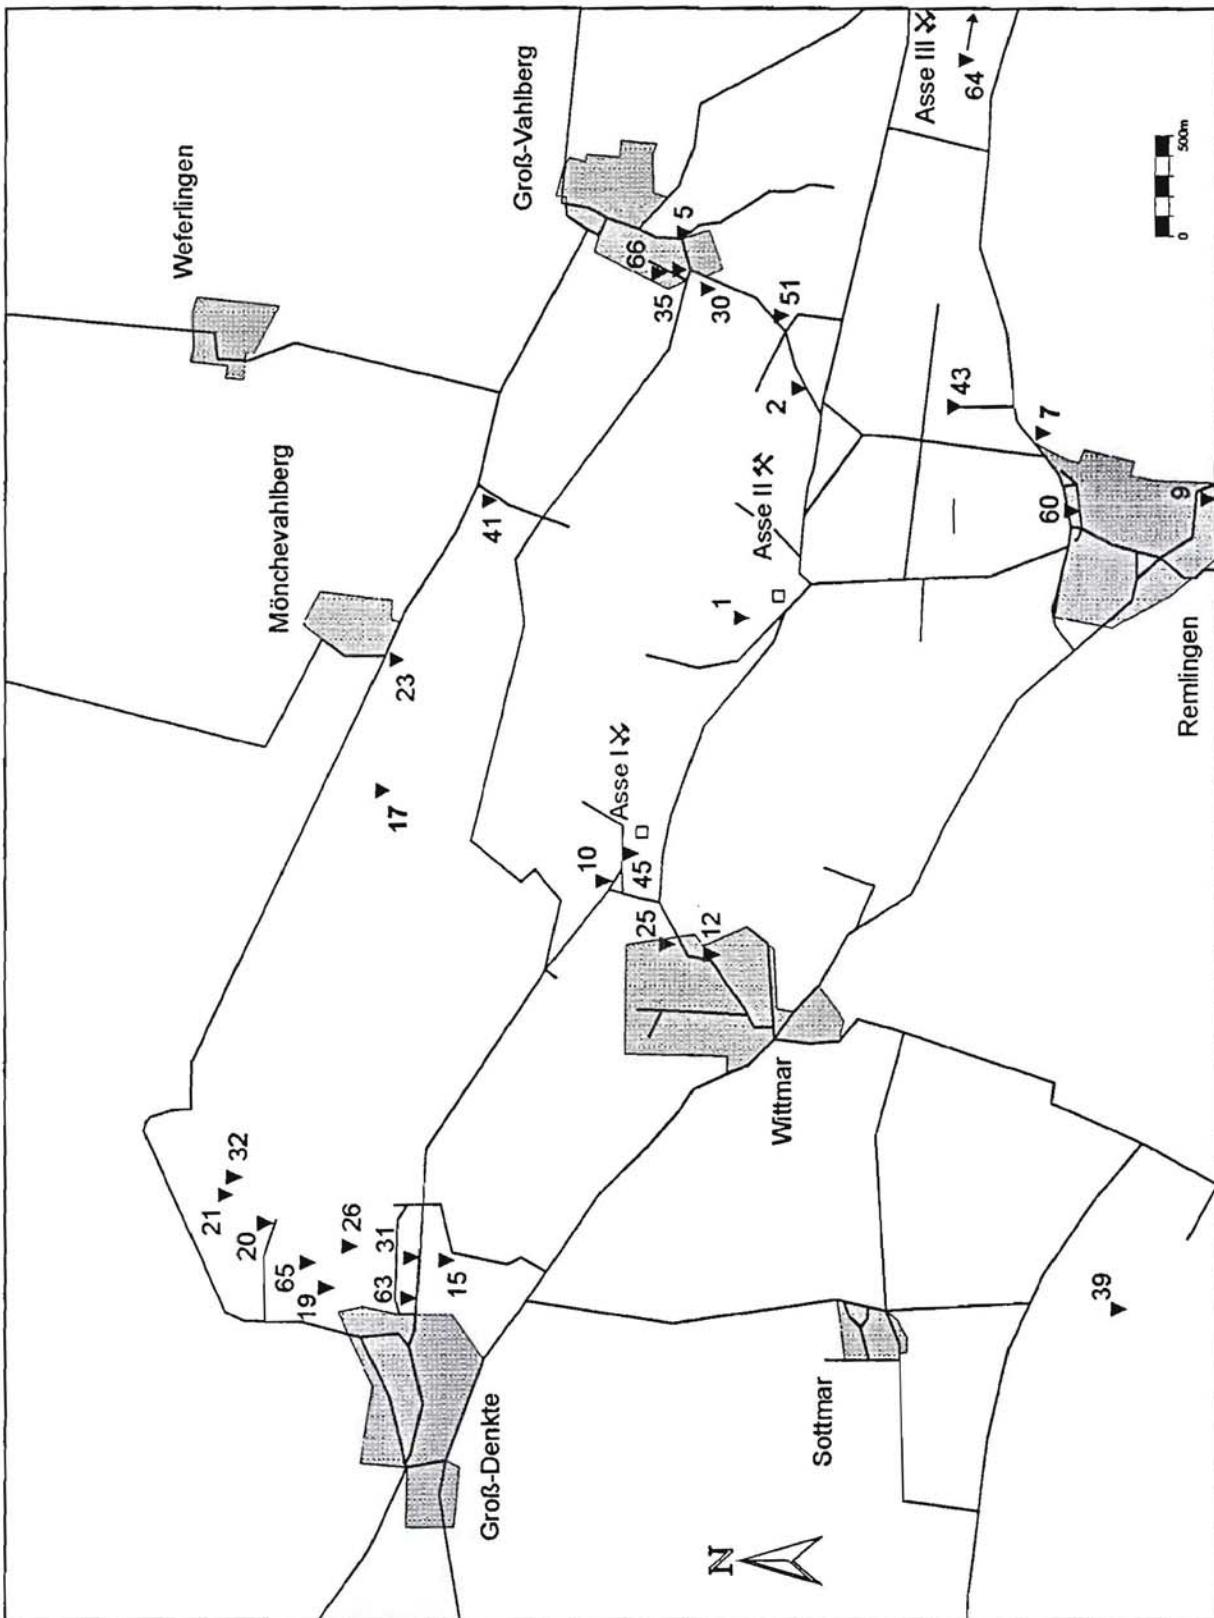 Weferlingen
Groß-Vahlberg
Mönchevahlberg
Asse III
64
500m
0
5
66
35
30
51
2
43
7
60
9
Remlingen
41
Asse II
1
23
17
Asse I
10
45
25
12
Wittmar
32
21
20
26
65
19
31
63
15
39
Sottmar
Groß-Denkte
N